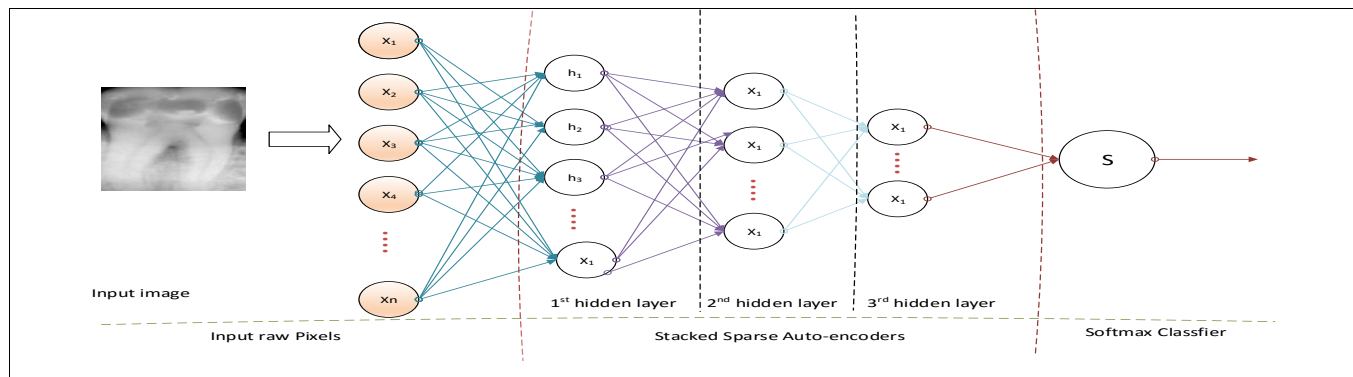 X₁
X₂
X₃
X₄
Xn
h₁
h₂
h₃
X₁
X₁
X₁
X₁
X₁
X₁
S
Input image
1st hidden layer
2nd hidden layer
3rd hidden layer
Input raw Pixels
Stacked Sparse Auto-encoders
Softmax Classfier